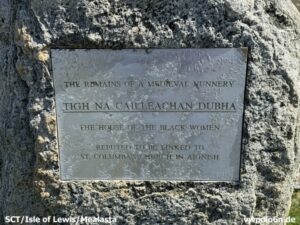 THE REMAINS OF A MEDIEVAL NUNNERY
TIGH NA CAILLEACHAN DUBHA
THE HOUSE OF THE BLACK WOMEN
REPUTED TO BE LINKED TO
ST. COLUMBA'S CHURCH IN AIGNISH
SCT/Isle of Lewis/Mealasta